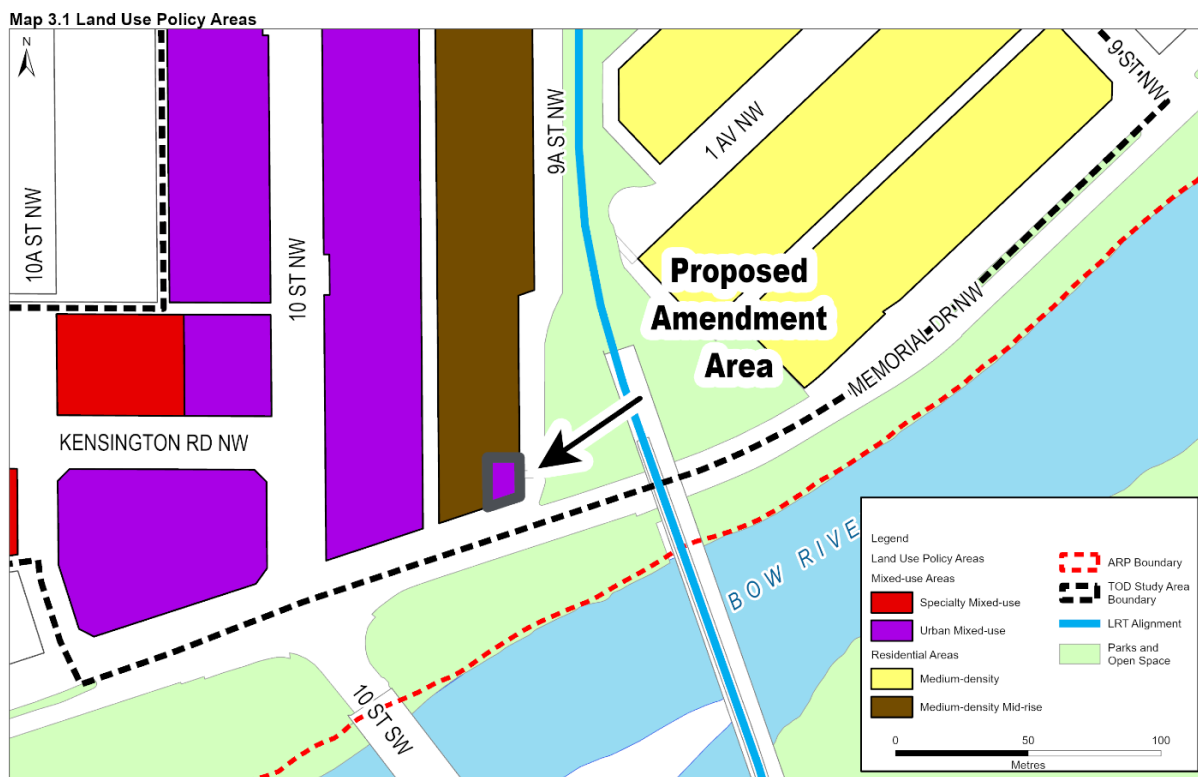 Map 3.1 Land Use Policy Areas
N
9 ST NW
9A ST NW
1 AV NW
10A ST NW
10 ST NW
Proposed
Amendment
Area
MEMORIAL DR NW
KENSINGTON RD NW
BOW RIVE
10 ST SW
Legend
Land Use Policy Areas
Mixed-use Areas
Specialty Mixed-use
Urban Mixed-use
Residential Areas
Medium-density
Medium-density Mid-rise
ARP Boundary
TOD Study Area
Boundary
LRT Alignment
Parks and
Open Space
0 50 100
Metres